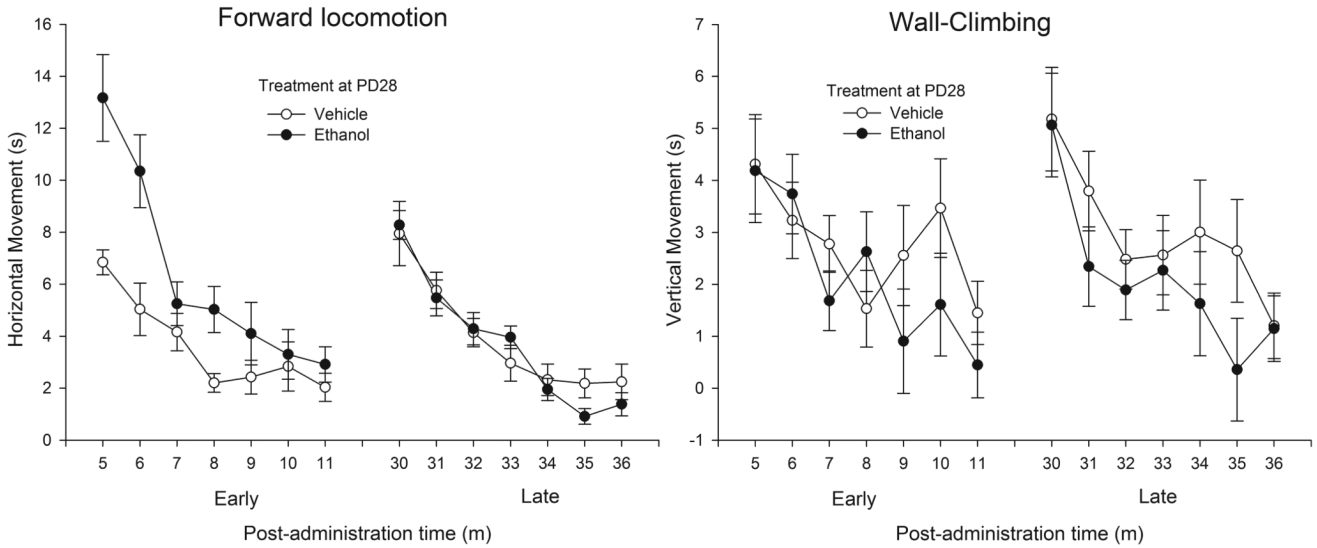 Forward locomotion
Horizontal Movement (s)
16
14
12
10
8
6
4
2
0
Treatment at PD28
Vehicle
Ethanol
5 6 7 8 9 10 11 30 31 32 33 34 35 36
Early Late
Post-administration time (m)
Wall-Climbing
Vertical Movement (s)
7
6
5
4
3
2
1
0
-1
Treatment at PD28
Vehicle
Ethanol
5 6 7 8 9 10 11 30 31 32 33 34 35 36
Early Late
Post-administration time (m)